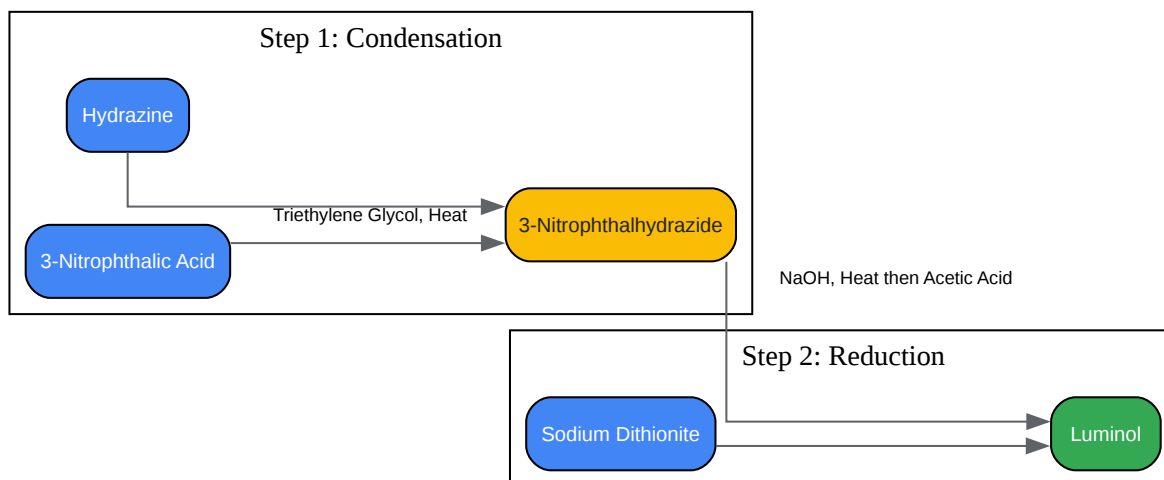 Step 1: Condensation
Hydrazine
Triethylene Glycol, Heat
3-Nitrophthalhydrazide
3-Nitrophthalic Acid
NaOH, Heat then Acetic Acid
Step 2: Reduction
Sodium Dithionite
Luminol